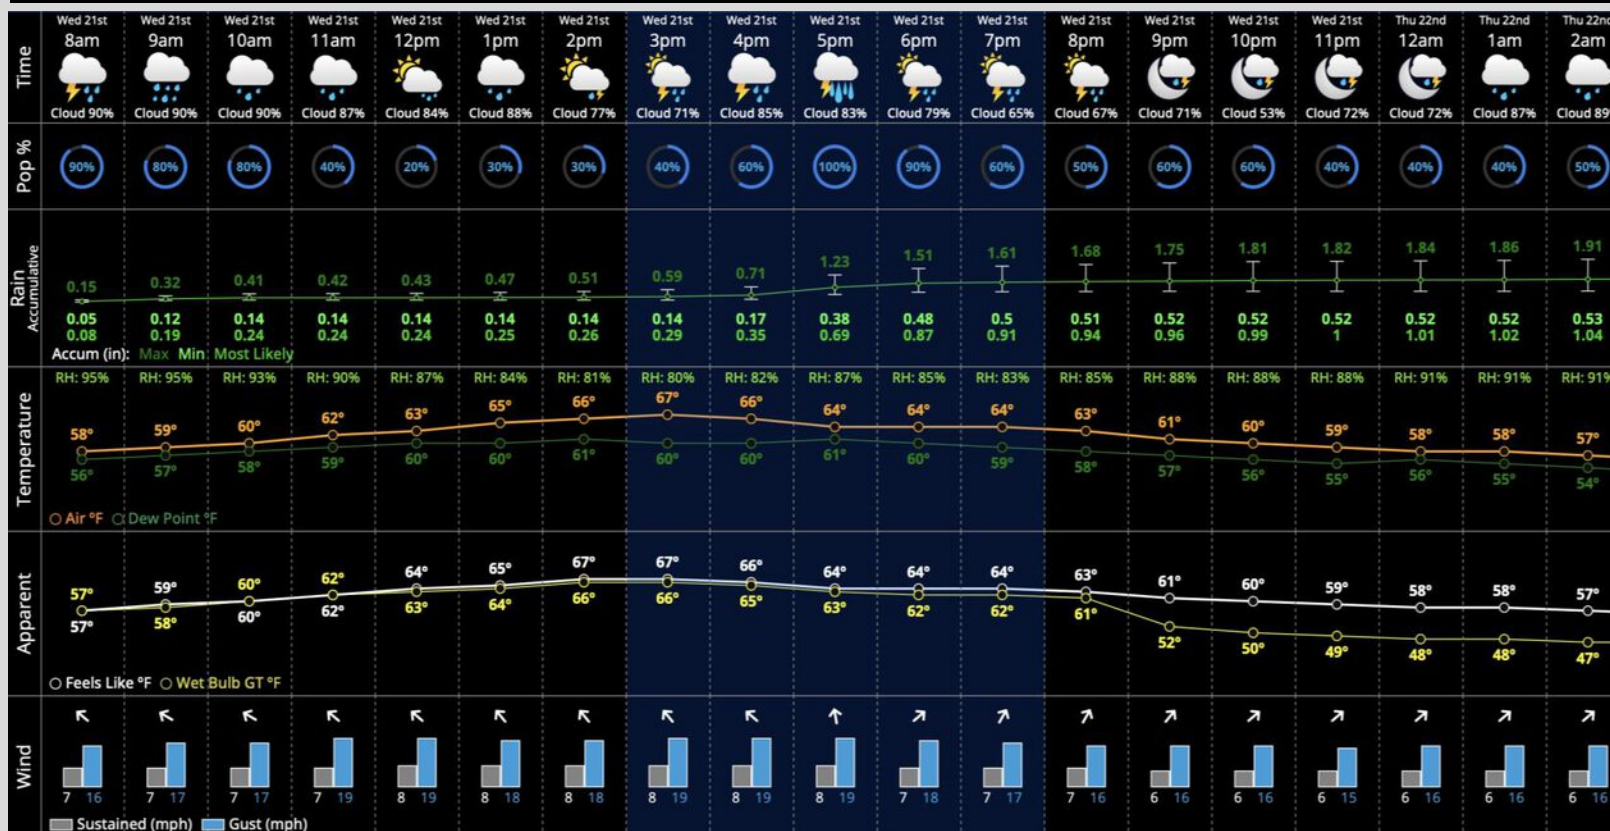 Wed 21st Wed 21st Wed 21st Wed 21st Wed 21st Wed 21st Wed 21st Wed 21st Wed 21st Wed 21st Wed 21st Wed 21st Wed 21st Wed 21st Wed 21st Wed 21st Thu 22nd Thu 22nd Thu 22nd
Time 8am 9am 10am 11am 12pm 1pm 2pm 3pm 4pm 5pm 6pm 7pm 8pm 9pm 10pm 11pm 12am 1am 2am
Cloud 90% Cloud 90% Cloud 90% Cloud 87% Cloud 84% Cloud 88% Cloud 77% Cloud 71% Cloud 85% Cloud 83% Cloud 79% Cloud 65% Cloud 67% Cloud 71% Cloud 53% Cloud 72% Cloud 72% Cloud 87% Cloud 89
Pop % 90% 80% 80% 40% 20% 30% 30% 40% 60% 100% 90% 60% 50% 60% 60% 40% 40% 40% 50%
Rain
Accumulative
0.15 0.32 0.41 0.42 0.43 0.47 0.51 0.59 0.71 1.23 1.51 1.61 1.68 1.75 1.81 1.82 1.84 1.86 1.91
0.05 0.12 0.14 0.14 0.14 0.14 0.14 0.14 0.17 0.38 0.48 0.5 0.51 0.52 0.52 0.52 0.52 0.52 0.53
0.08 0.19 0.24 0.24 0.24 0.25 0.26 0.29 0.35 0.69 0.87 0.91 0.94 0.96 0.99 1 1.01 1.02 1.04
Accum (in): Max Min Most Likely
Temperature
RH: 95% RH: 95% RH: 93% RH: 90% RH: 87% RH: 84% RH: 81% RH: 80% RH: 82% RH: 87% RH: 85% RH: 83% RH: 85% RH: 88% RH: 88% RH: 88% RH: 91% RH: 91% RH: 91%
58° 59° 60° 62° 63° 65° 66° 67° 66° 64° 64° 64° 63° 61° 60° 59° 58° 58° 57°
56° 57° 58° 59° 60° 60° 61° 60° 60° 61° 60° 59° 58° 57° 56° 55° 56° 55° 54°
Air °F Dew Point °F
Apparent
57° 59° 60° 62° 64° 65° 67° 67° 66° 64° 64° 64° 63° 61° 60° 59° 58° 58° 57°
57° 58° 60° 62° 63° 64° 66° 66° 65° 63° 62° 62° 61° 52° 50° 49° 48° 48° 47°
Feels Like °F Wet Bulb GT °F
Wind
7 16 7 17 7 17 7 19 8 19 8 18 8 18 8 19 8 19 8 19 7 18 7 17 7 16 6 16 6 16 6 15 6 16 6 16 6 16
Sustained (mph) Gust (mph)